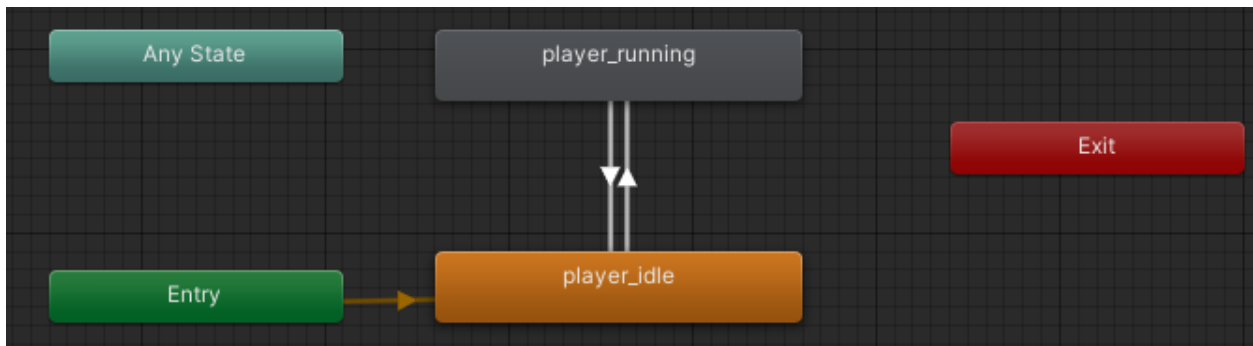 Any State
player_running
Exit
player_idle
Entry